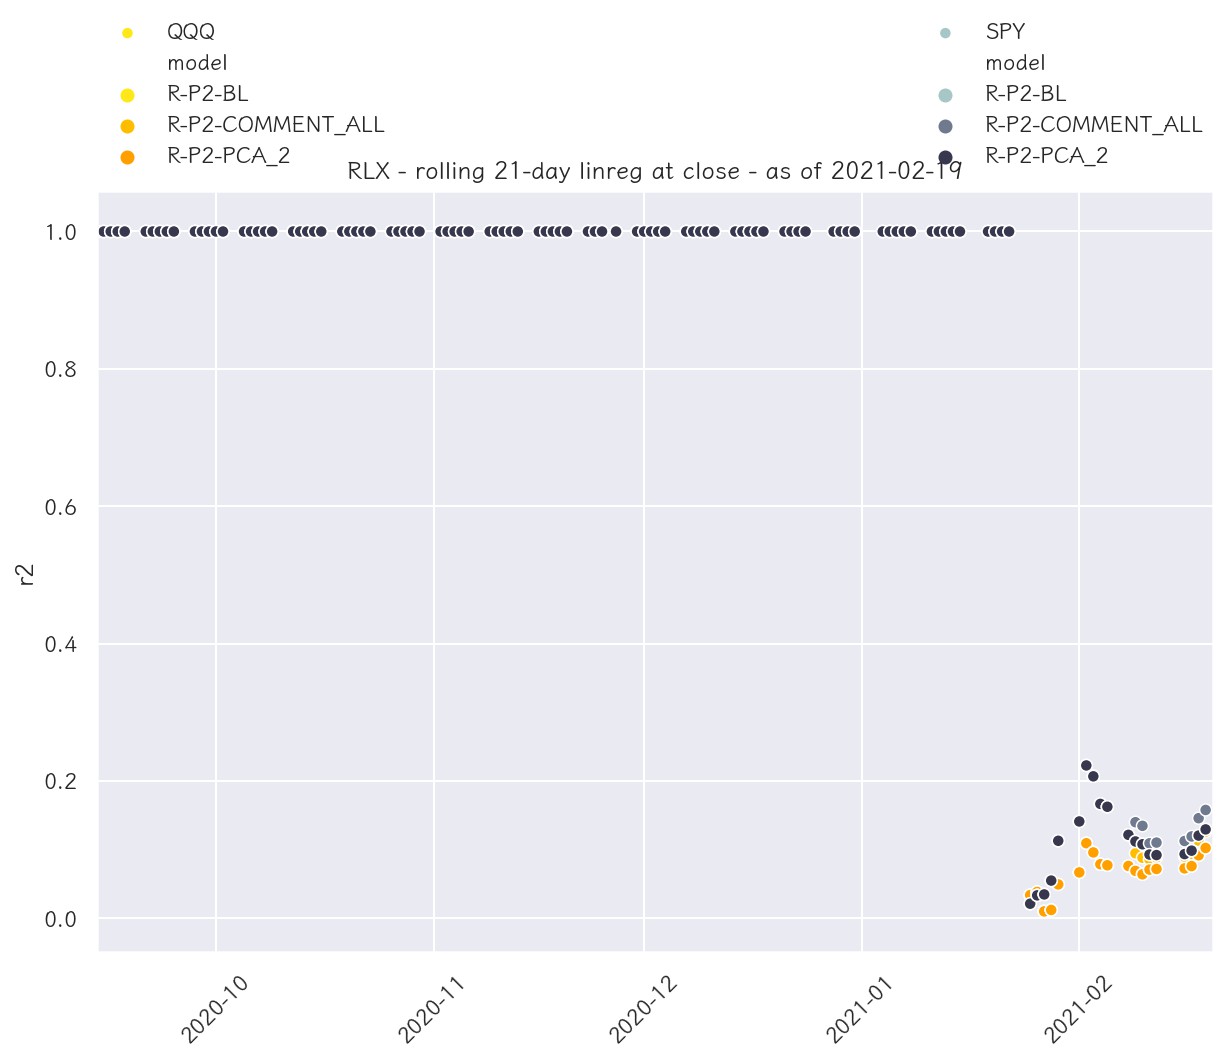 QQQ
model
R-P2-BL
R-P2-COMMENT_ALL
R-P2-PCA_2
SPY
model
R-P2-BL
R-P2-COMMENT_ALL
R-P2-PCA_2
RLX - rolling 21-day linreg at close - as of 2021-02-19
1.0
0.8
0.6
0.4
0.2
0.0
r2
2020-10
2020-11
2020-12
2021-01
2021-02